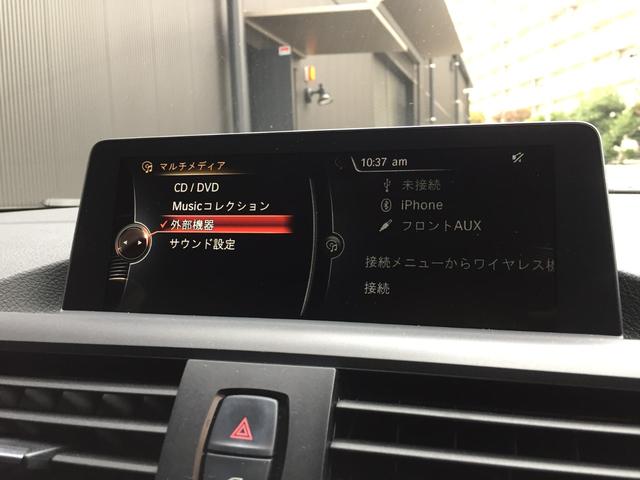 マルチメディア
10:37 am
CD / DVD
Musicコレクション
外部機器
サウンド設定
未接続
iPhone
フロントAUX
接続メニューからワイヤレス
接続